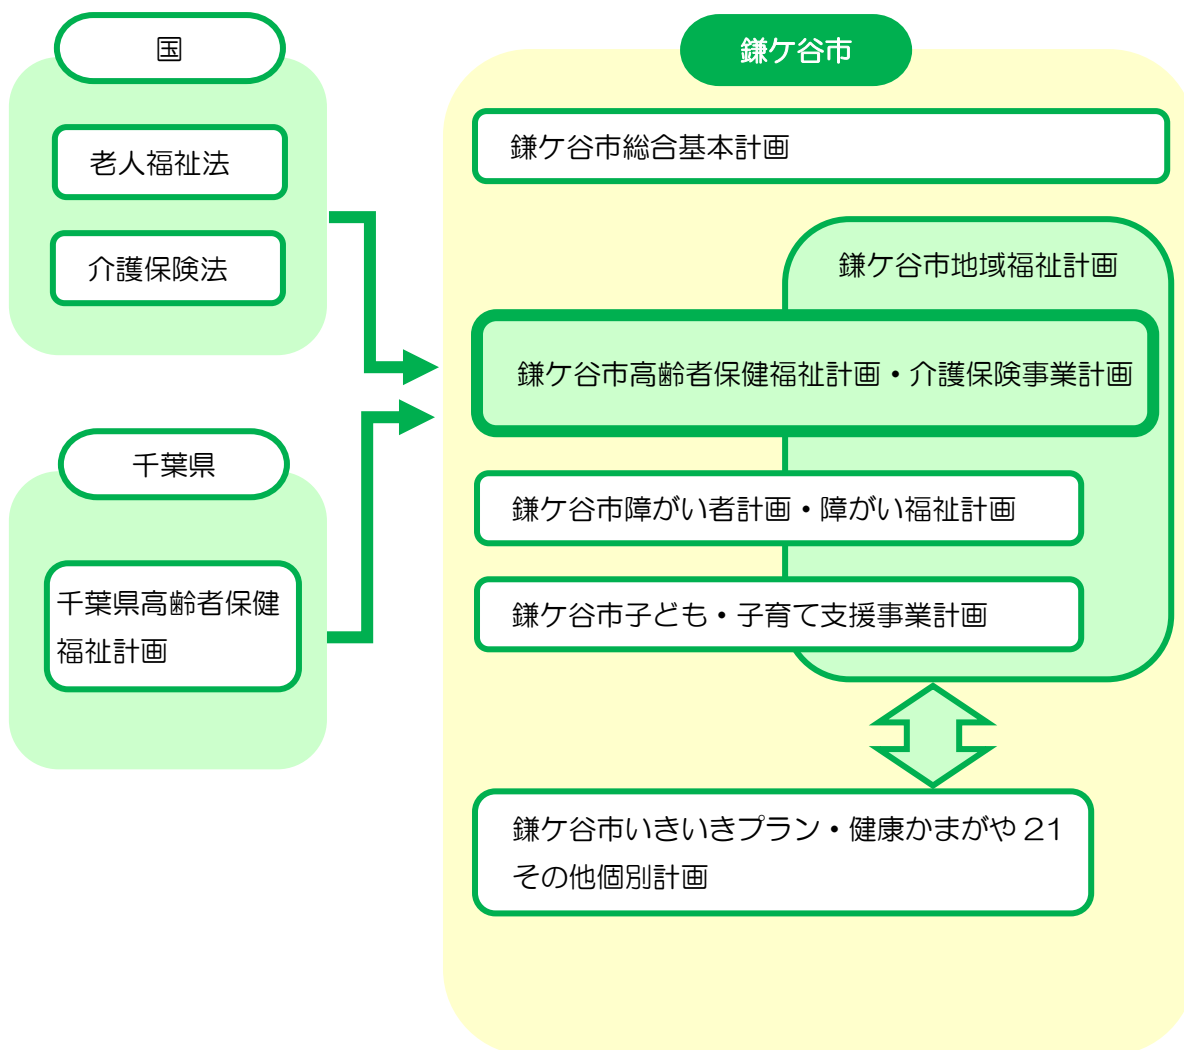 国
老人福祉法
介護保険法
千葉県
千葉県高齢者保健
福祉計画
鎌ケ谷市
鎌ケ谷市総合基本計画
鎌ケ谷市地域福祉計画
鎌ケ谷市高齢者保健福祉計画・介護保険事業計画
鎌ケ谷市障がい者計画・障がい福祉計画
鎌ケ谷市子ども・子育て支援事業計画
鎌ケ谷市いきいきプラン・健康かまがや 21
その他個別計画